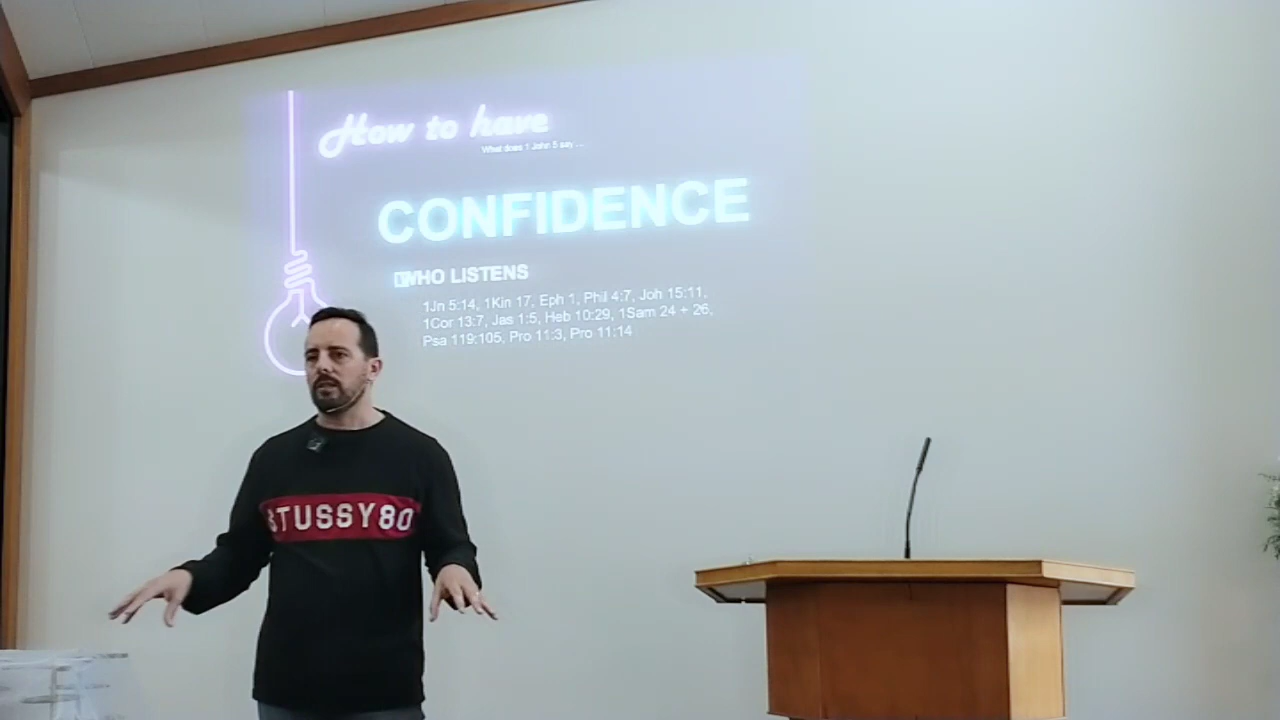 How to have
What does 1 John 5 say ...
CONFIDENCE
WHO LISTENS
1Jn 5:14, 1Kin 17, Eph 1, Phil 4:7, Joh 15:11,
1Cor 13:7, Jas 1:5, Heb 10:29, 1Sam 24 + 26,
Psa 119:105, Pro 11:3, Pro 11:14
STUSSY80